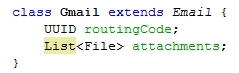 class Gmail extends Email {
    UUID routingCode;
    List<File> attachments;
}